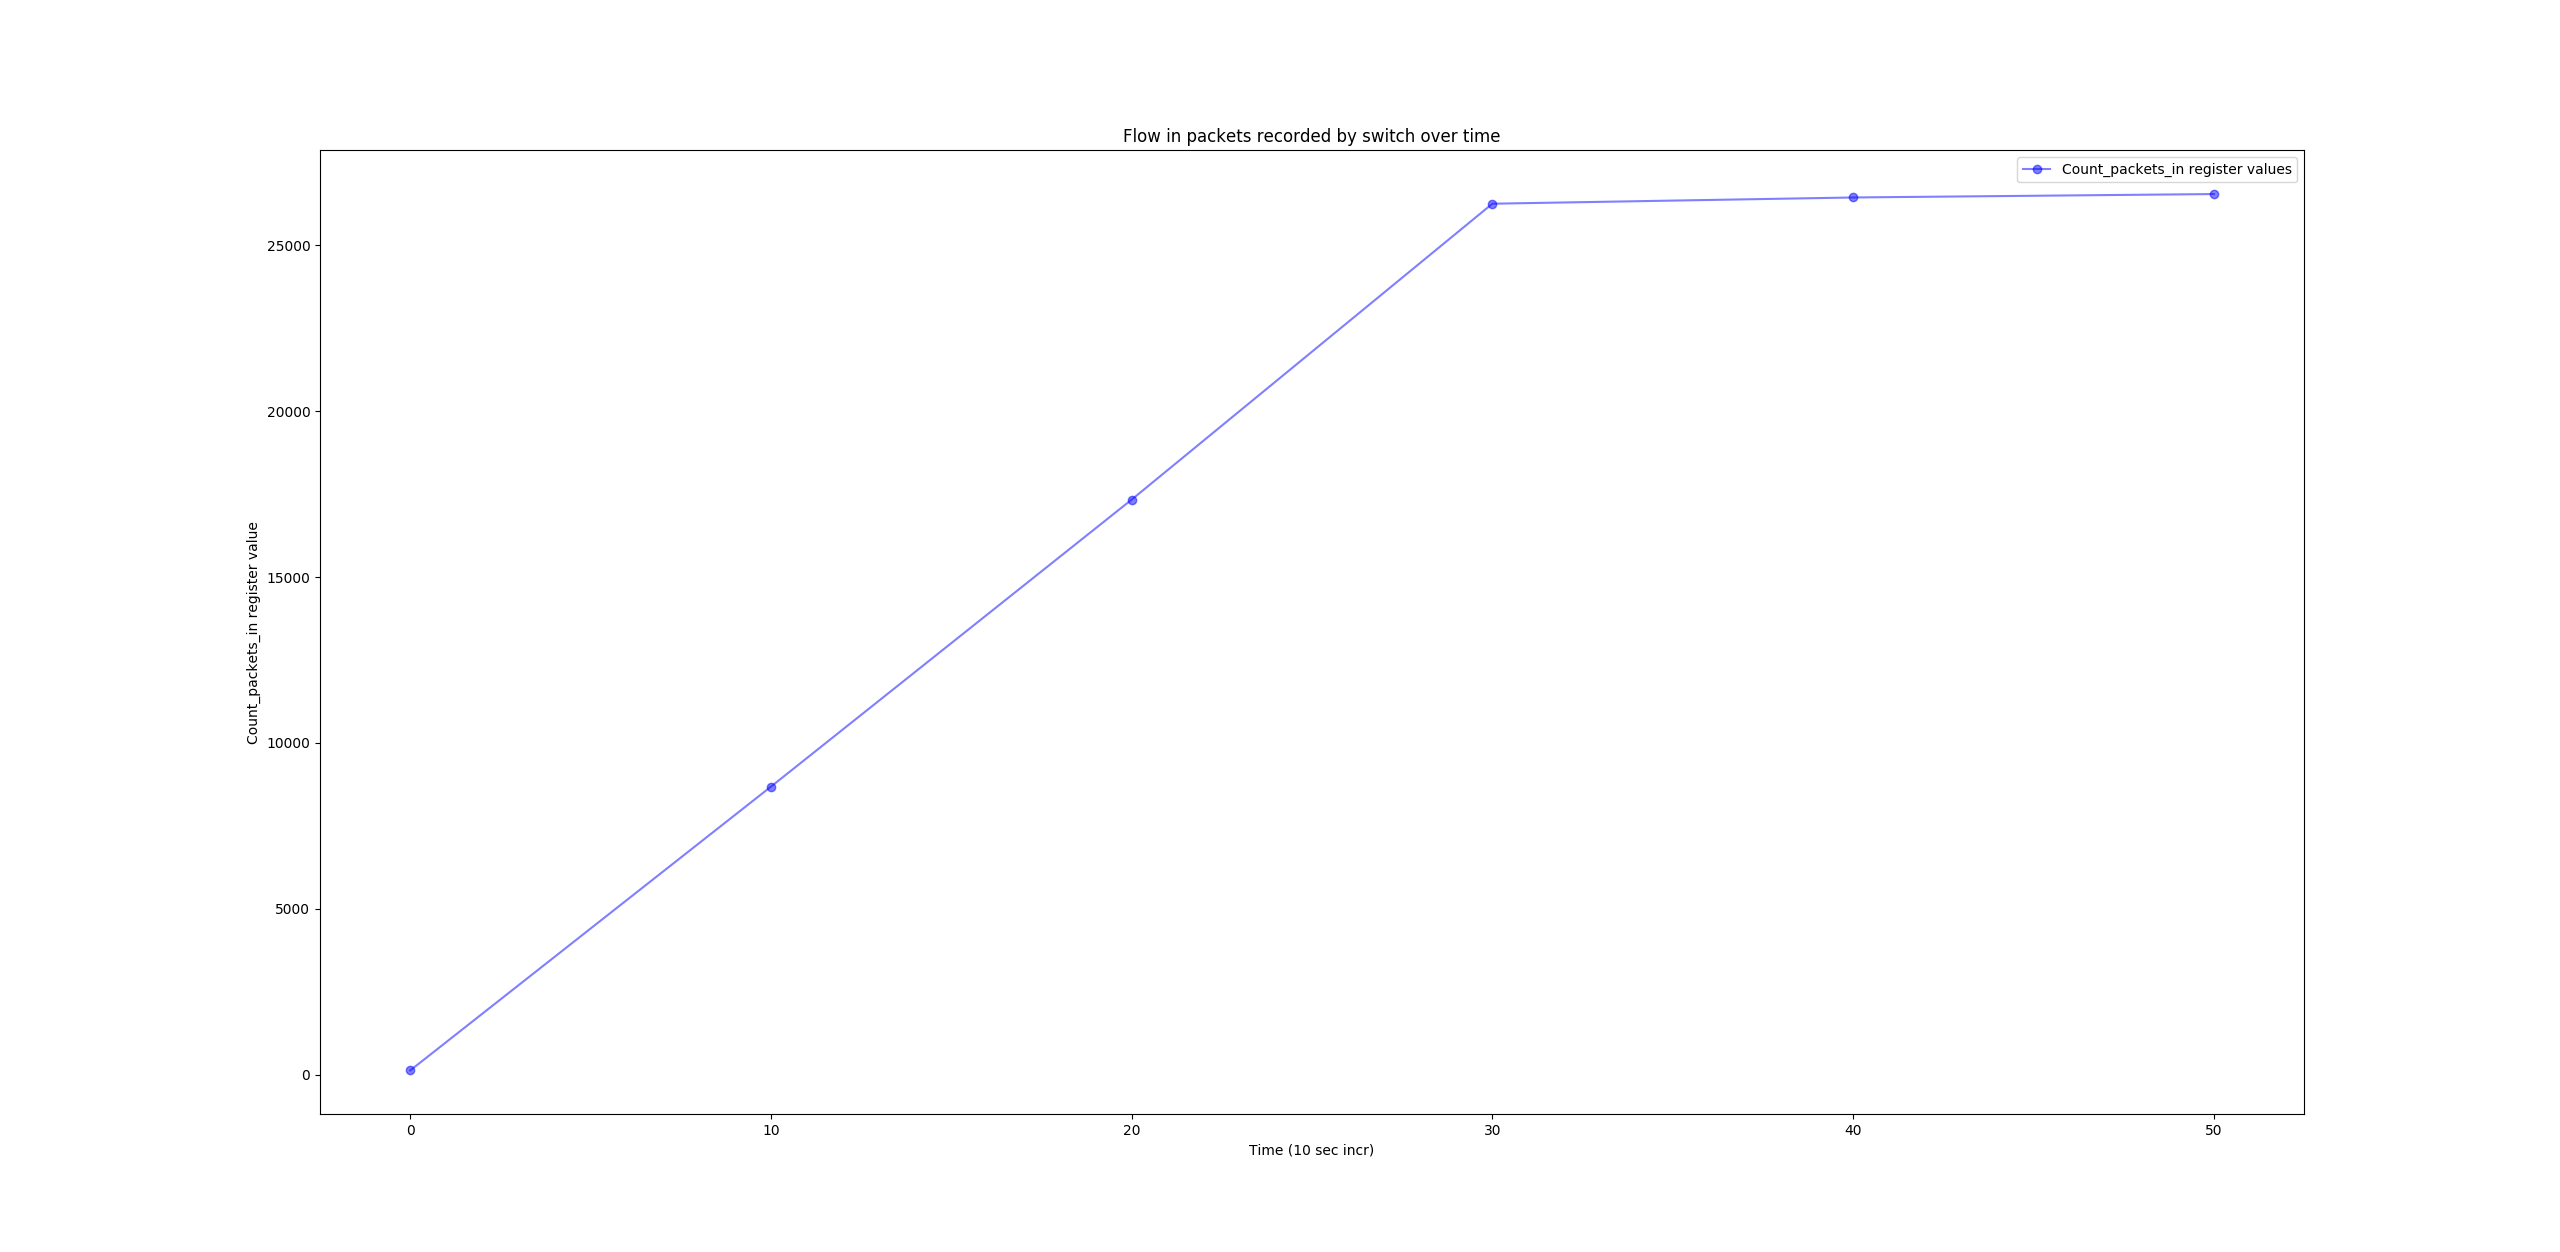 Flow in packets recorded by switch over time
Count_packets_in register values
Count_packets_in register value
25000
20000
15000
10000
5000
0
0 10 20 30 40 50
Time (10 sec incr)